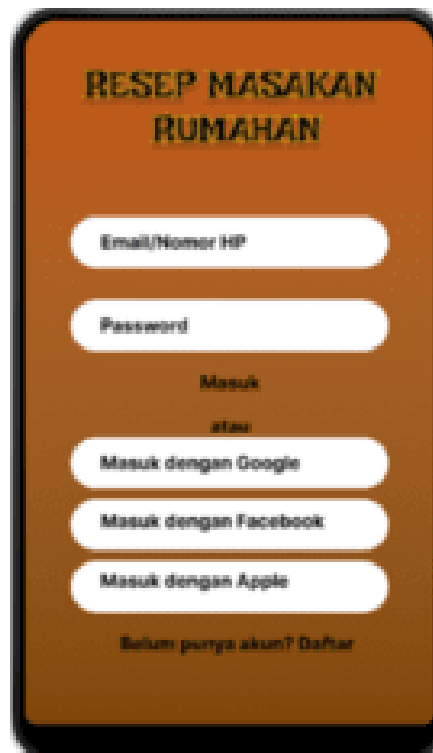 RESEP MASAKAN
RUMAHAN
Email/Nomor HP
Password
Masuk
atau
Masuk dengan Google
Masuk dengan Facebook
Masuk dengan Apple
Belum punya akun? Daftar